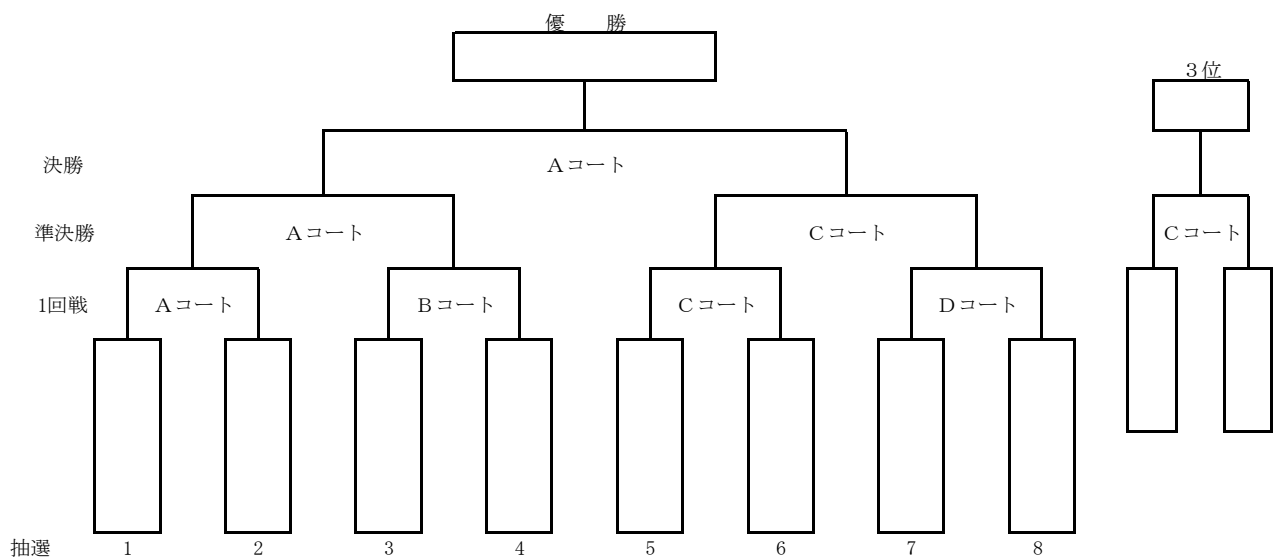 優　勝
３位
決勝
Aコート
準決勝
Aコート
Cコート
Cコート
1回戦
Aコート
Bコート
Cコート
Dコート
抽選 1 2 3 4 5 6 7 8